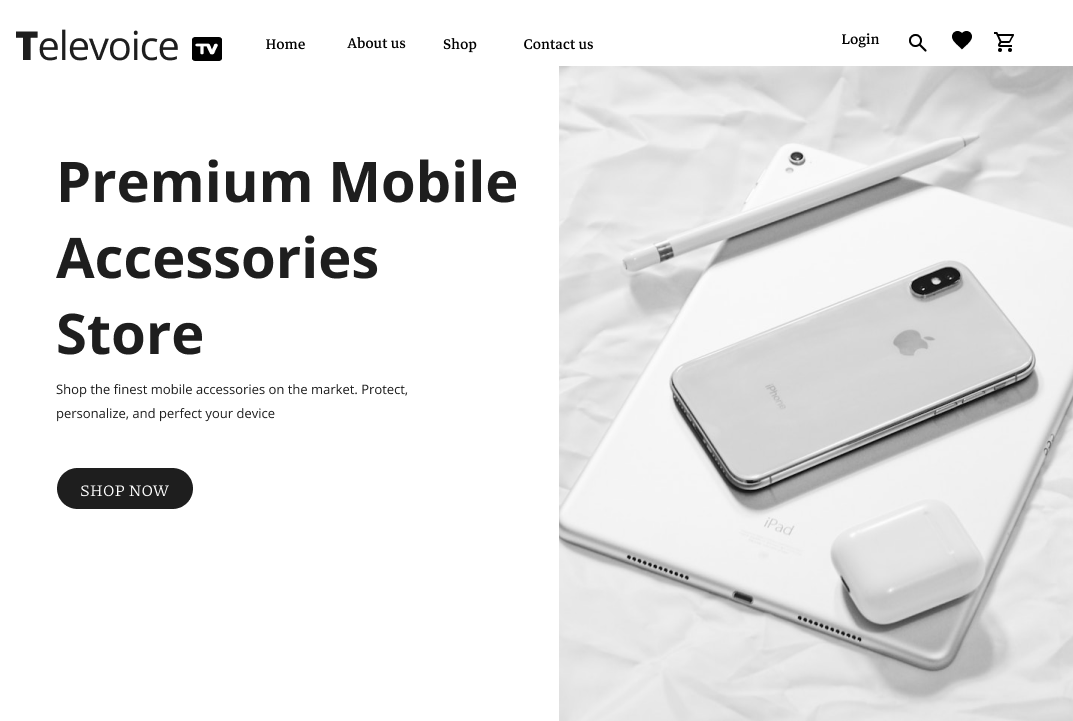 Televoice TV Home About us Shop Contact us Login
Premium Mobile
Accessories
Store
Shop the finest mobile accessories on the market. Protect,
personalize, and perfect your device
SHOP NOW
iPhone
iPad